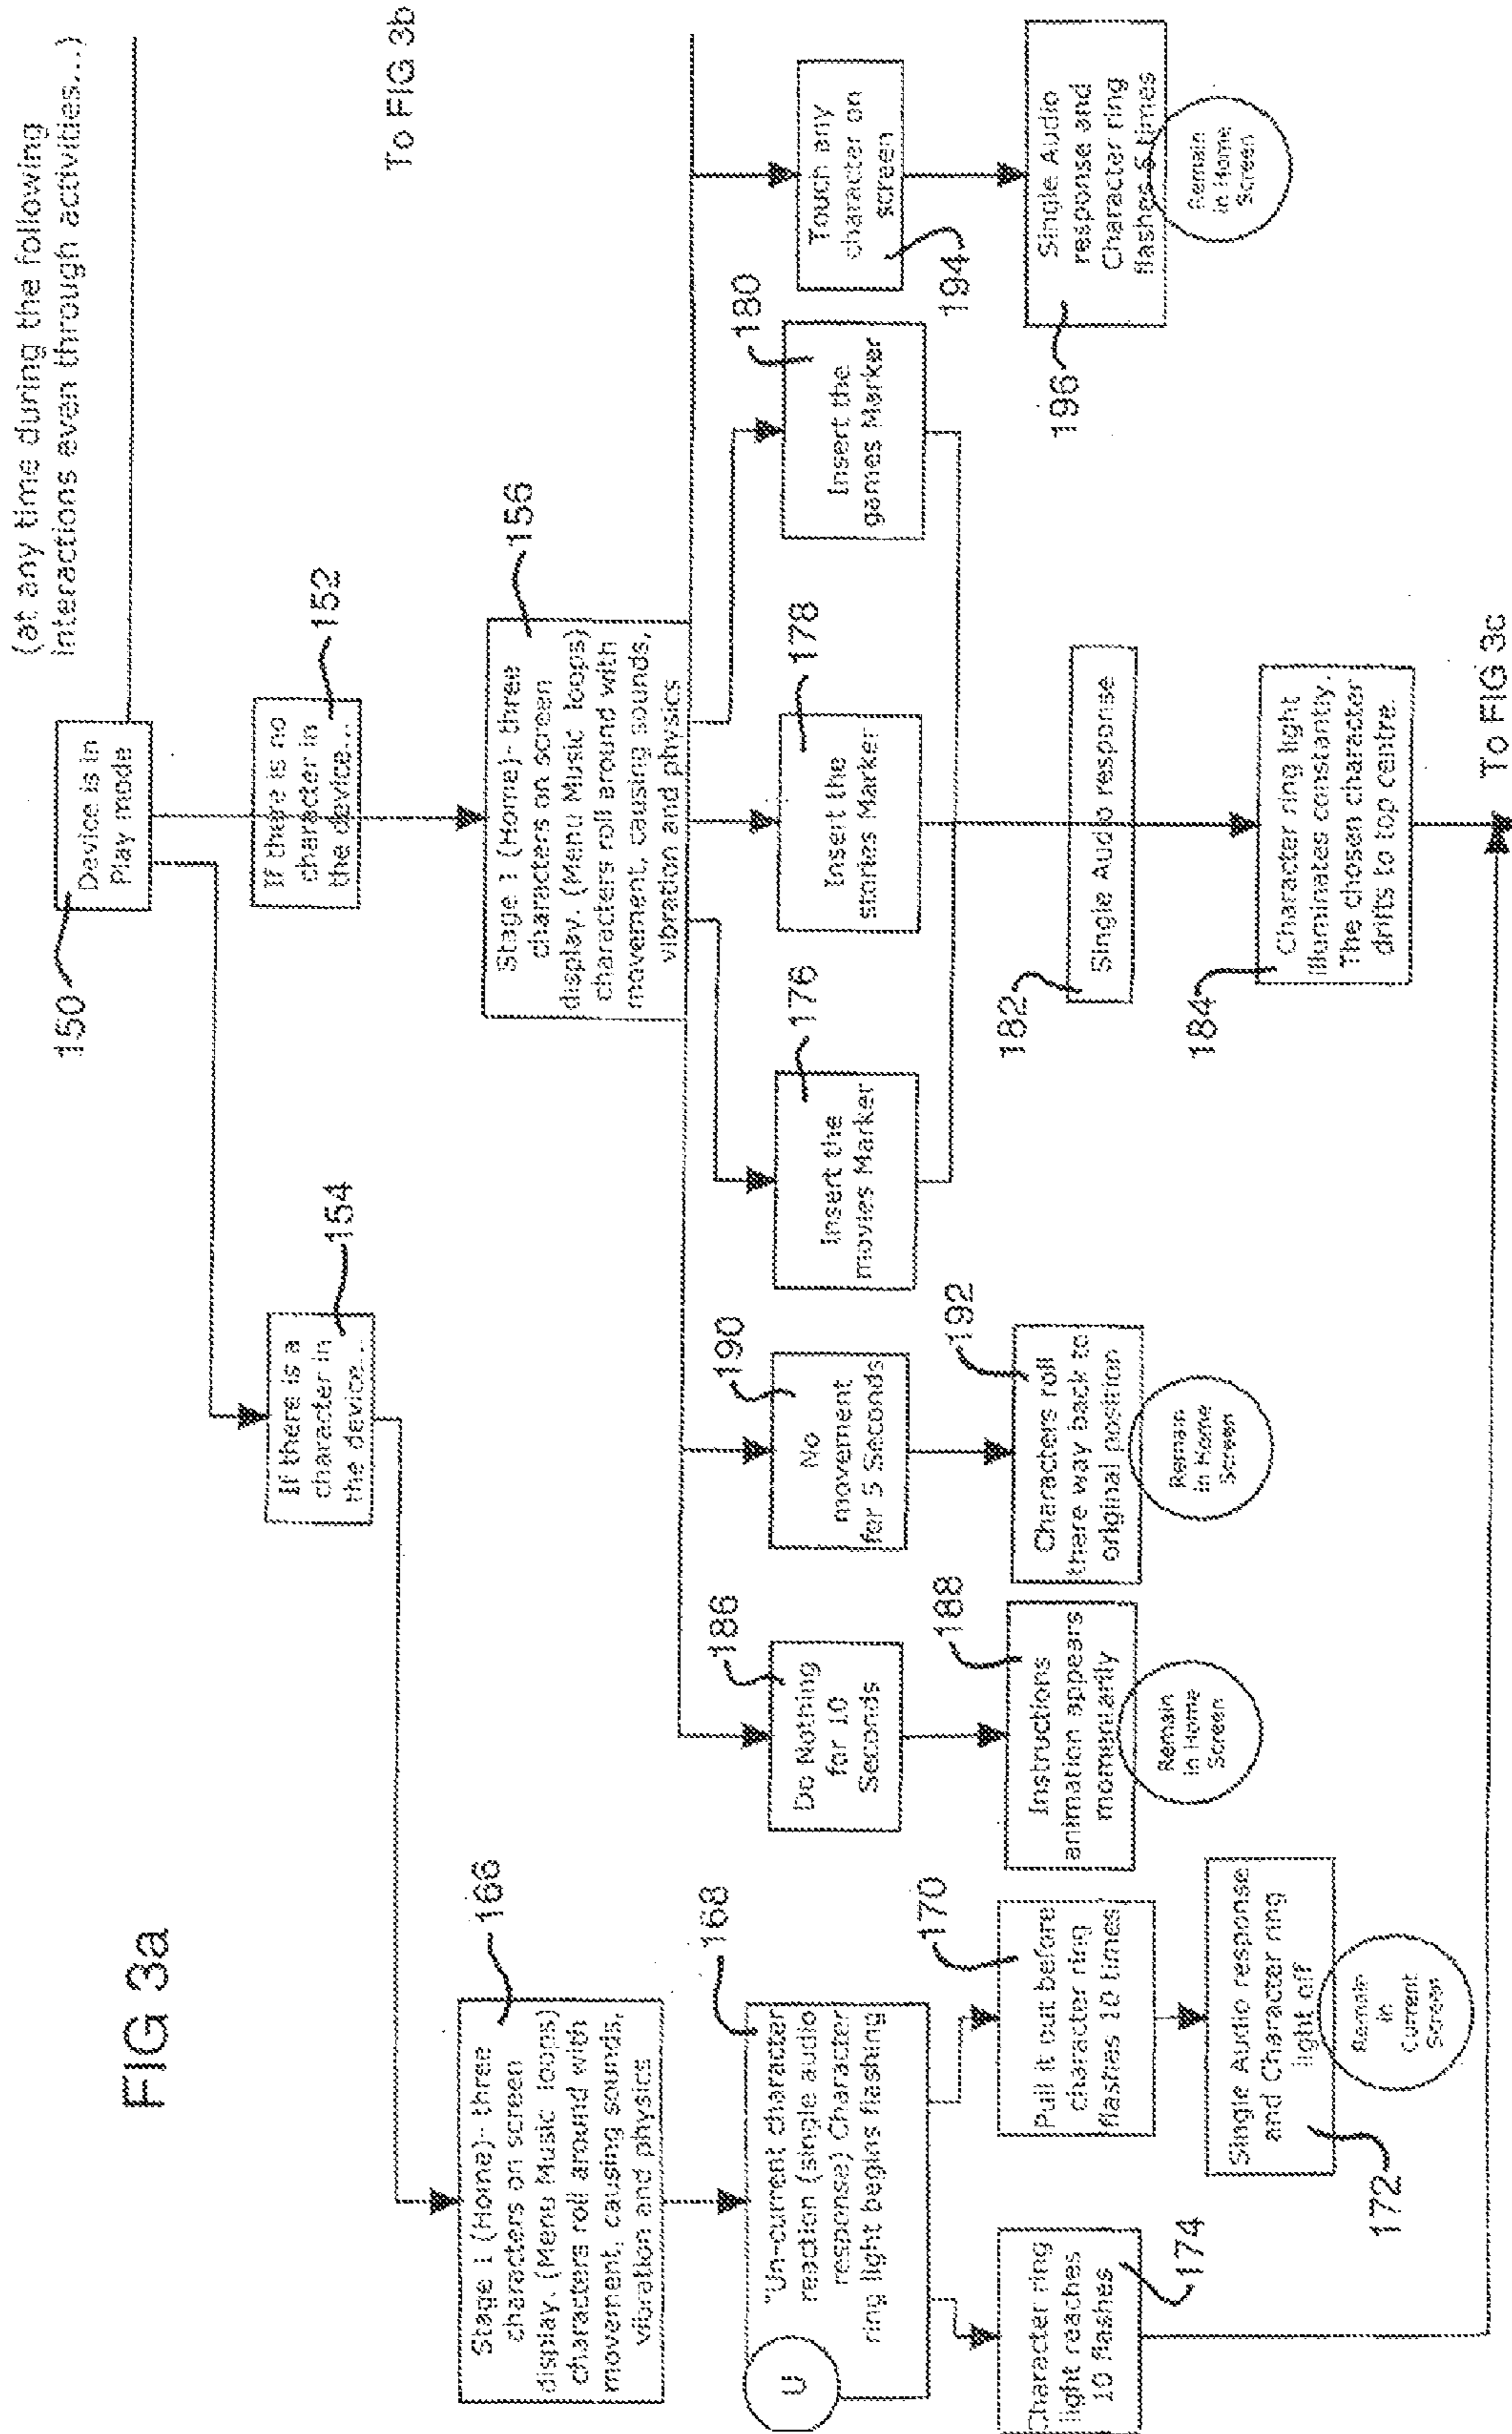 FIG 3a
(at any time during the following
interactions even through activities...)
150
Device is in
Play mode
154
If there is a
character in
the device...
152
If there is no
character in
the device...
To FIG 3b
166
Stage 1 (Home)- three
characters on screen
display. (Menu Music loops)
characters roll around with
movement, causing sounds,
vibration and physics
156
Stage 1 (Home)- three
characters on screen
display. (Menu Music loops)
characters roll around with
movement, causing sounds,
vibration and physics
168
U
"Un-current character
reaction (single audio
response) Character
ring light begins flashing
186
Do Nothing
for 10
Seconds
190
No
movement
for 5 Seconds
176
Insert the
movies Marker
178
Insert the
stories Marker
180
Insert the
games Marker
Touch any
character on
screen
194
174
Character ring
light reaches
10 flashes
170
Pull it out before
character ring
flashes 10 times
188
Instructions
animation appears
momentarily
Remain
in Home
Screen
192
Characters roll
there way back to
original position
Remain
in Home
Screen
182
Single Audio response
196
Single Audio
response and
Character ring
flashes 6 times
Remain
in Home
Screen
172
Single Audio response
and Character ring
light off
Remain
in
Current
Screen
184
Character ring light
illuminates constantly.
The chosen character
drifts to top centre.
To FIG 3c